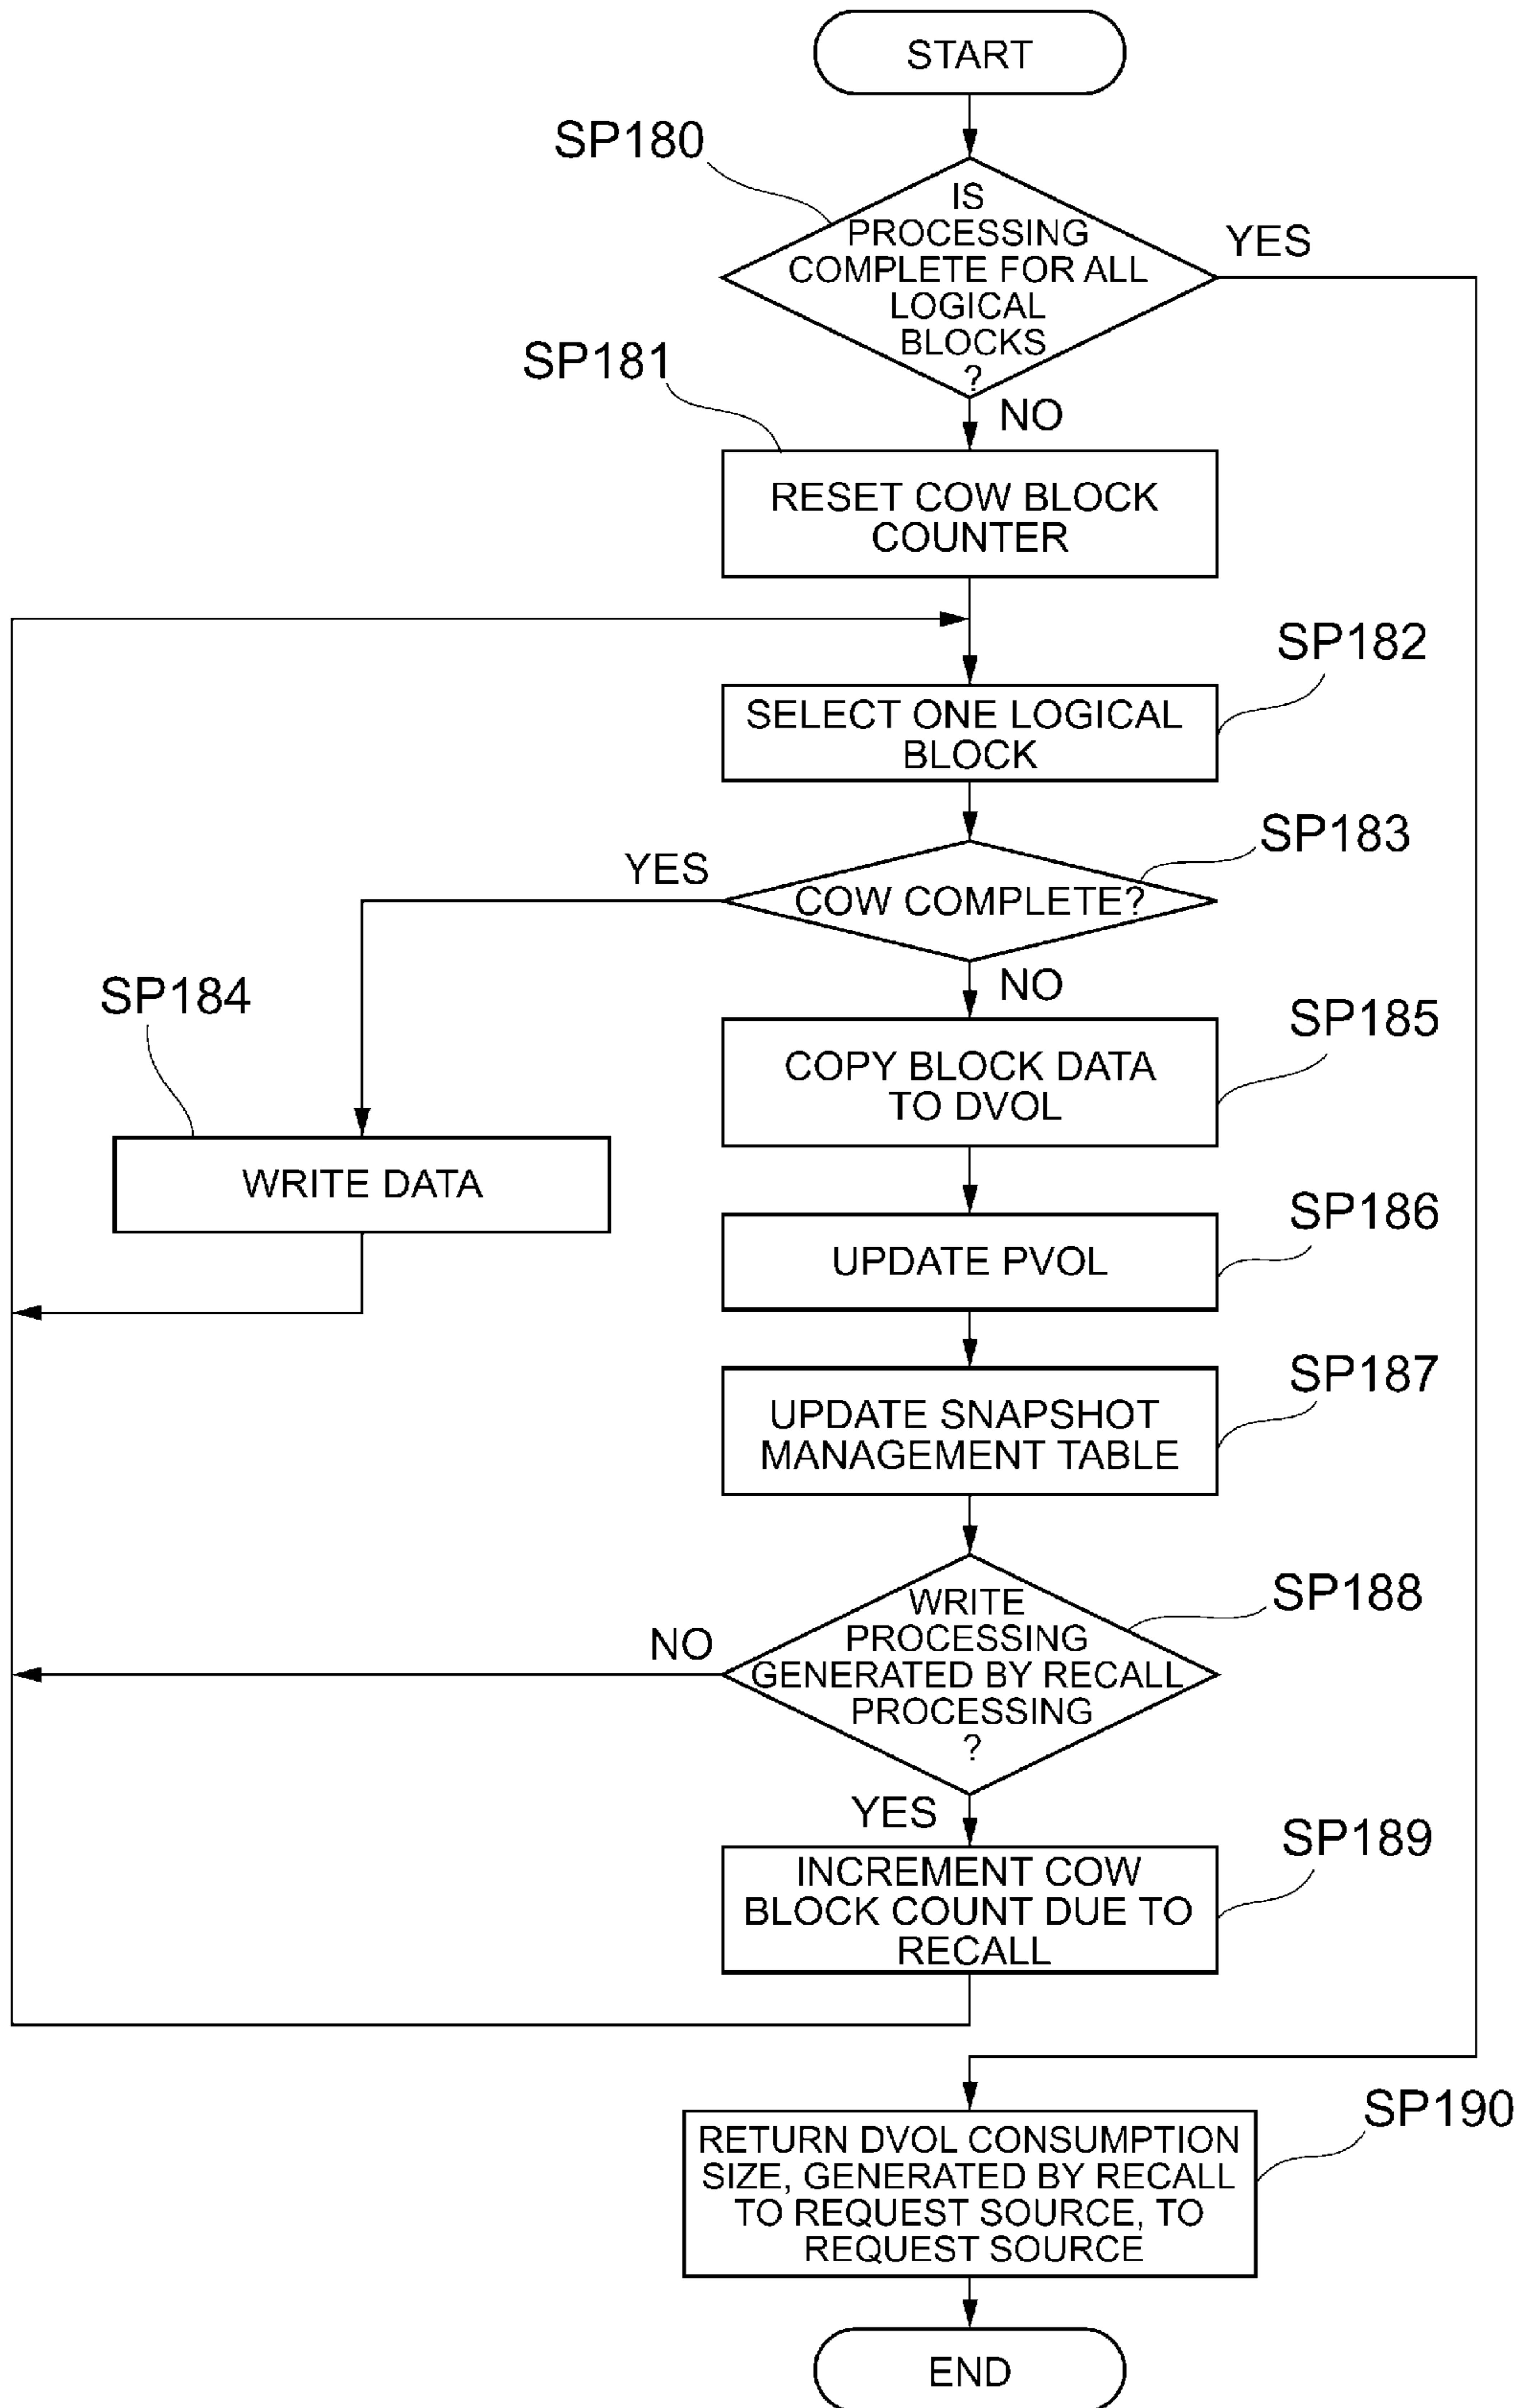 START
SP180
IS
PROCESSING
COMPLETE FOR ALL
LOGICAL
BLOCKS
?
YES
NO
SP181
RESET COW BLOCK
COUNTER
SP182
SELECT ONE LOGICAL
BLOCK
SP183
COW COMPLETE?
YES
NO
SP184
WRITE DATA
SP185
COPY BLOCK DATA
TO DVOL
SP186
UPDATE PVOL
SP187
UPDATE SNAPSHOT
MANAGEMENT TABLE
SP188
WRITE
PROCESSING
GENERATED BY RECALL
PROCESSING
?
NO
YES
SP189
INCREMENT COW
BLOCK COUNT DUE TO
RECALL
SP190
RETURN DVOL CONSUMPTION
SIZE, GENERATED BY RECALL
TO REQUEST SOURCE, TO
REQUEST SOURCE
END